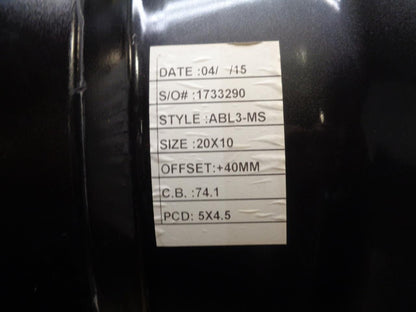 DATE :04/ /15
S/O# :1733290
STYLE :ABL3-MS
SIZE :20X10
OFFSET:+40MM
C.B. :74.1
PCD: 5X4.5